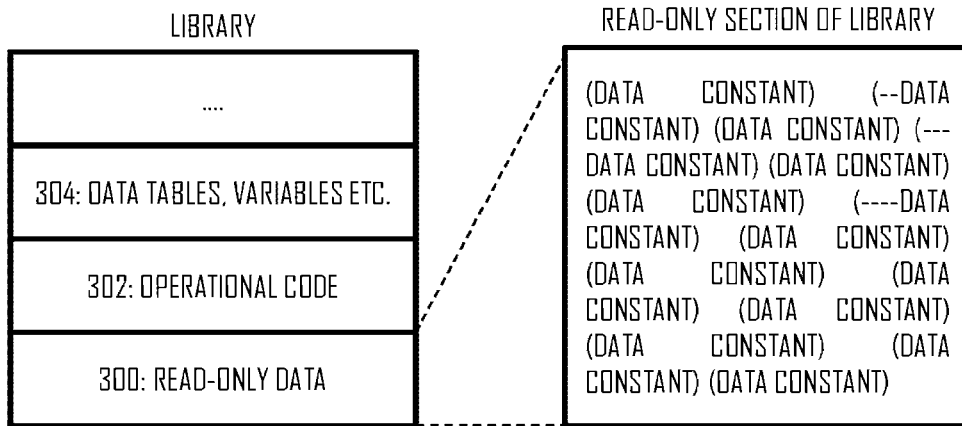 LIBRARY
....
304: DATA TABLES, VARIABLES ETC.
302: OPERATIONAL CODE
300: READ-ONLY DATA
READ-ONLY SECTION OF LIBRARY
(DATA CONSTANT) (--DATA
CONSTANT) (DATA CONSTANT) (---
DATA CONSTANT) (DATA CONSTANT)
(DATA CONSTANT) (----DATA
CONSTANT) (DATA CONSTANT)
(DATA CONSTANT) (DATA
CONSTANT) (DATA CONSTANT)
(DATA CONSTANT) (DATA
CONSTANT) (DATA CONSTANT)